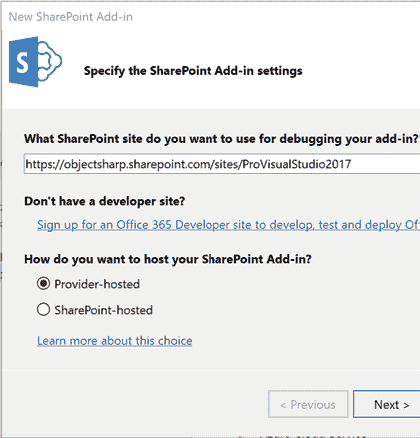 New SharePoint Add-in
S
Specify the SharePoint Add-in settings
What SharePoint site do you want to use for debugging your add-in?
https://objectsharp.sharepoint.com/sites/ProVisualStudio2017
Don't have a developer site?
Sign up for an Office 365 Developer site to develop, test and deploy
How do you want to host your SharePoint Add-in?
Provider-hosted
SharePoint-hosted
Learn more about this choice
< Previous
Next >